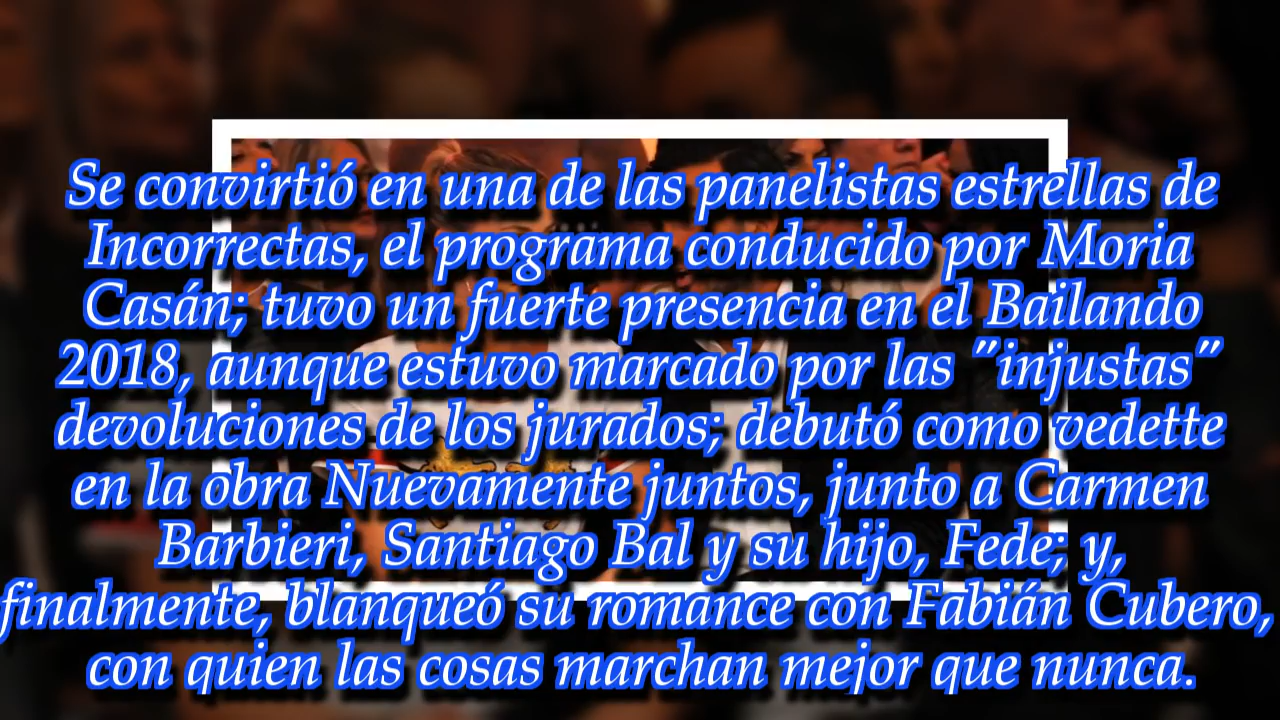 Se convirtió en una de las panelistas estrellas de
Incorrectas, el programa conducido por Moria
Casán; tuvo un fuerte presencia en el Bailando
2018, aunque estuvo marcado por las "injustas"
devoluciones de los jurados; debutó como vedette
en la obra Nuevamente juntos, junto a Carmen
Barbieri, Santiago Bal y su hijo, Fede; y,
finalmente, blanqueó su romance con Fabián Cubero,
con quien las cosas marchan mejor que nunca.